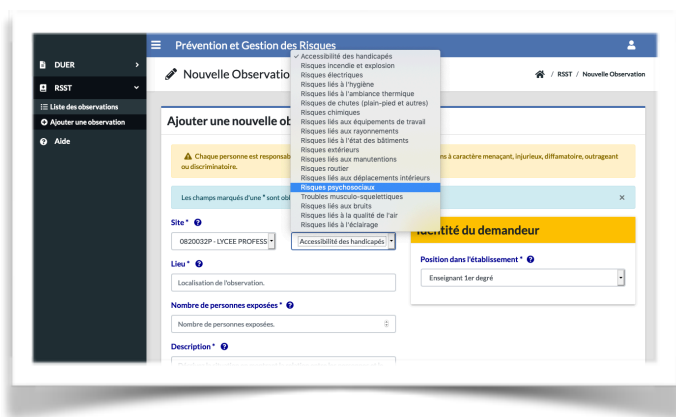 Prévention et Gestion des Risques
DUER
RSST
Liste des observations
Ajouter une observation
Aide
Nouvelle Observatio
/ RSST / Nouvelle Observation
Accessibilité des handicapés
Risques incendie et explosion
Risques électriques
Risques liés à l'hygiène
Risques liés à l'ambiance thermique
Risques de chutes (plain-pied et autres)
Risques chimiques
Risques liés aux équipements de travail
Risques liés aux rayonnements
Risques liés à l'état des bâtiments
Risques extérieurs
Risques liés aux manutentions
Risques routier
Risques liés aux déplacements intérieurs
Risques psychosociaux
Troubles musculo-squelettiques
Risques liés aux bruits
Risques liés à la qualité de l'air
Risques liés à l'éclairage
Ajouter une nouvelle ob
Chaque personne est responsab ns à caractère menaçant, injurieux, diffamatoire, outrageant
ou discriminatoire.
Les champs marqués d'une * sont obl
Site *
0820032P - LYCEE PROFESS
Accessibilité des handicapés
Identité du demandeur
Lieu *
Localisation de l'observation.
Position dans l'établissement *
Enseignant 1er degré
Nombre de personnes exposées *
Nombre de personnes exposées.
Description *